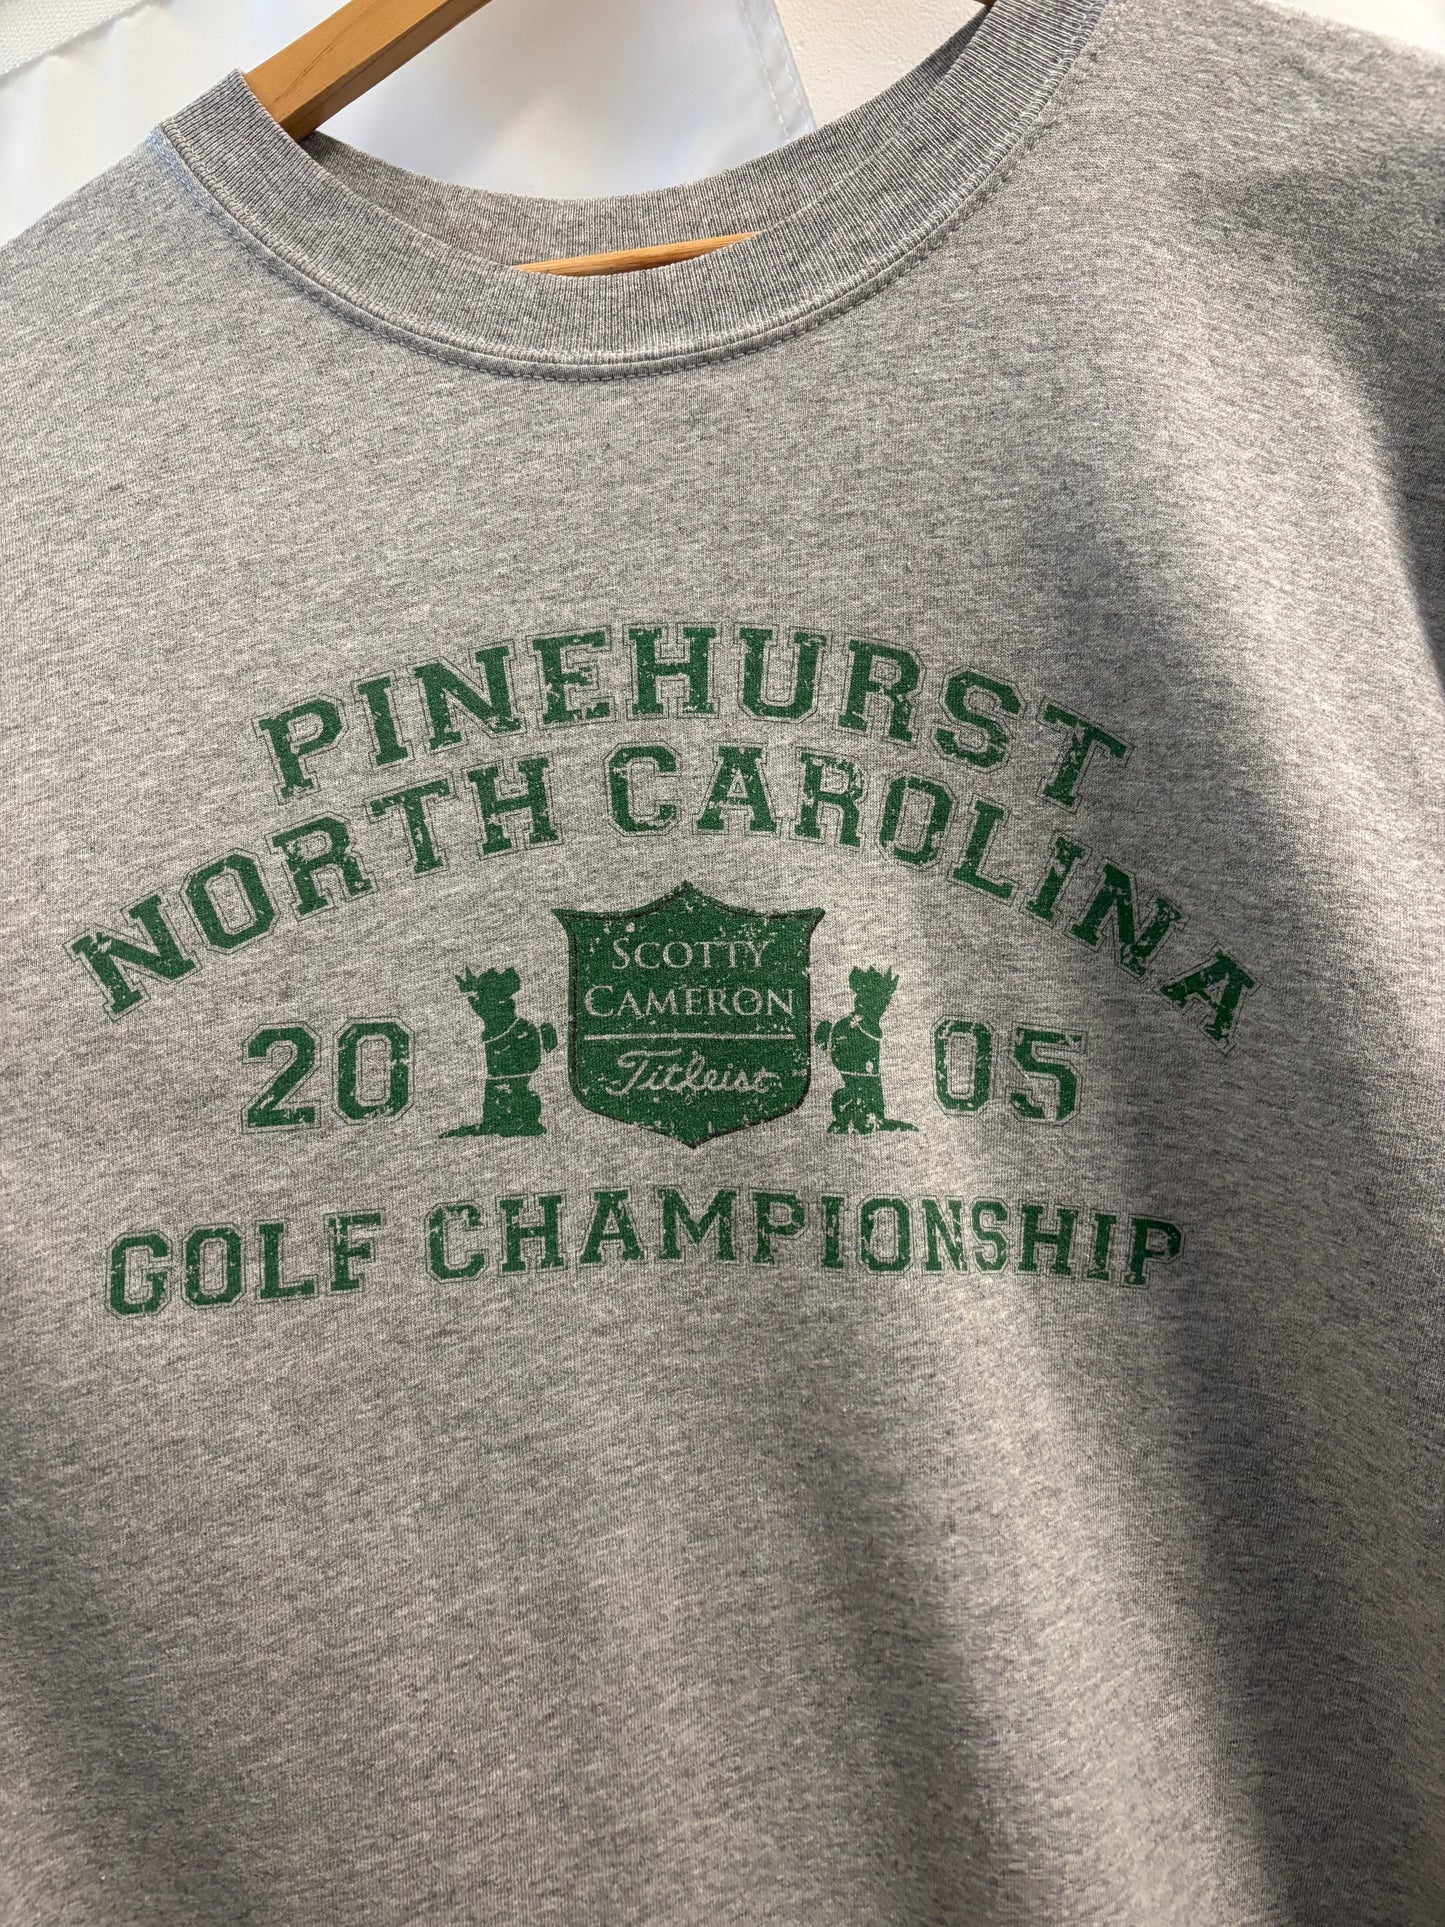 PINEHURST
NORTH CAROLINA
SCOTTY
CAMERON
Titleist
20 05
GOLF CHAMPIONSHIP